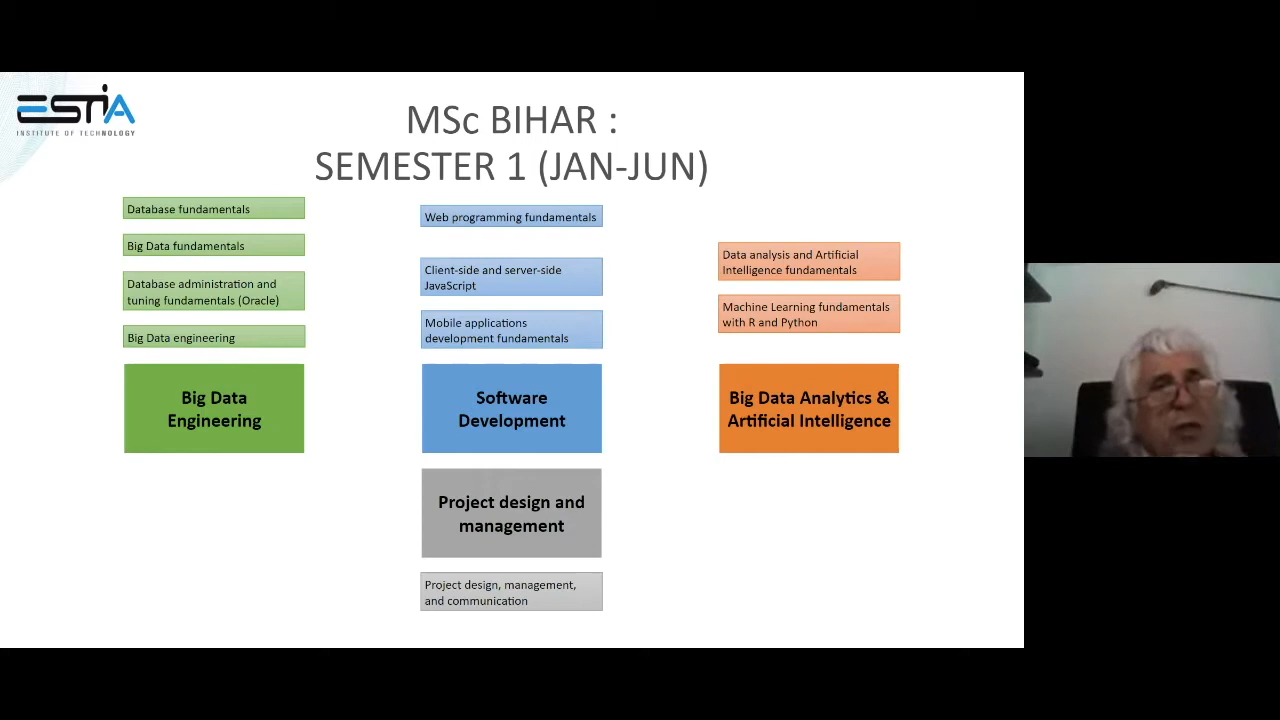 ESTIA
INSTITUTE OF TECHNOLOGY
MSc BIHAR :
SEMESTER 1 (JAN-JUN)
Database fundamentals
Big Data fundamentals
Database administration and
tuning fundamentals (Oracle)
Big Data engineering
Big Data
Engineering
Web programming fundamentals
Client-side and server-side
JavaScript
Mobile applications
development fundamentals
Software
Development
Project design and
management
Project design, management,
and communication
Data analysis and Artificial
Intelligence fundamentals
Machine Learning fundamentals
with R and Python
Big Data Analytics &
Artificial Intelligence